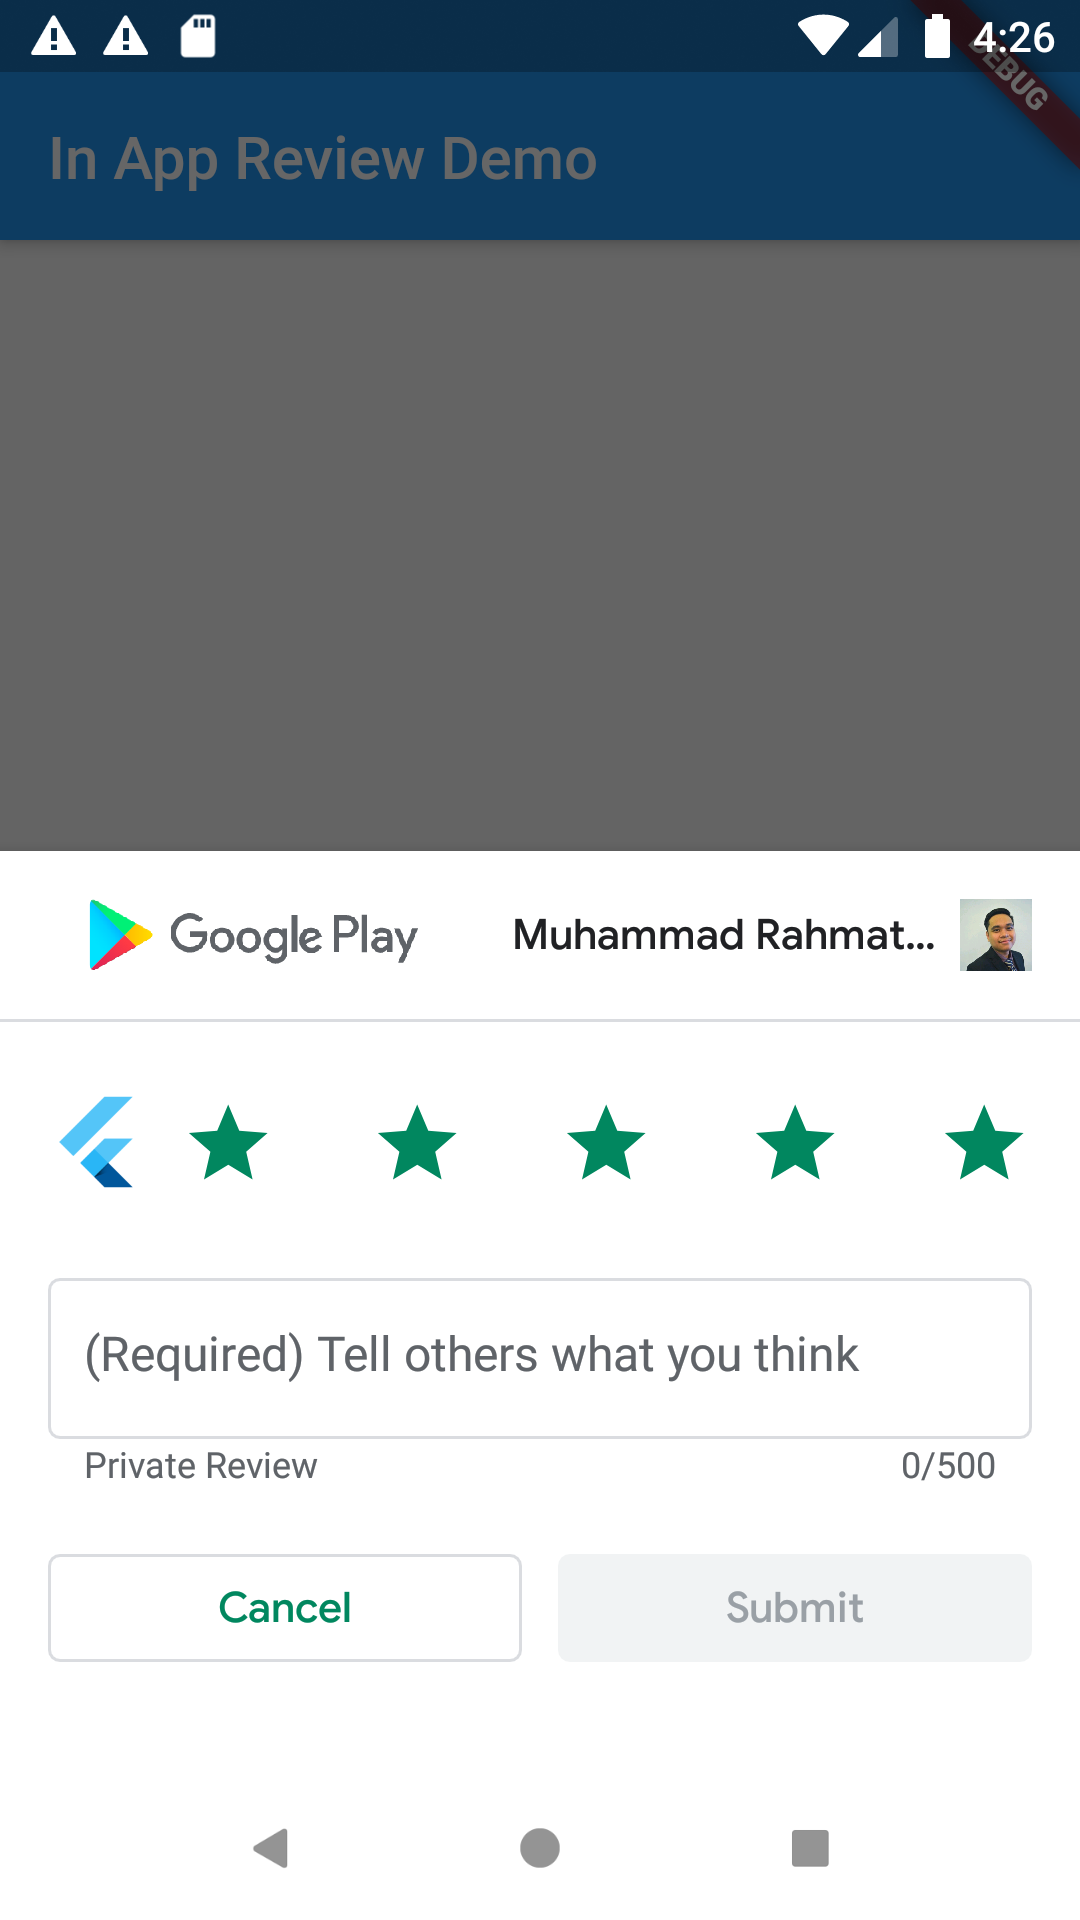 4:26
DEBUG
In App Review Demo
Google Play
Muhammad Rahmat...
(Required) Tell others what you think
Private Review
0/500
Cancel
Submit